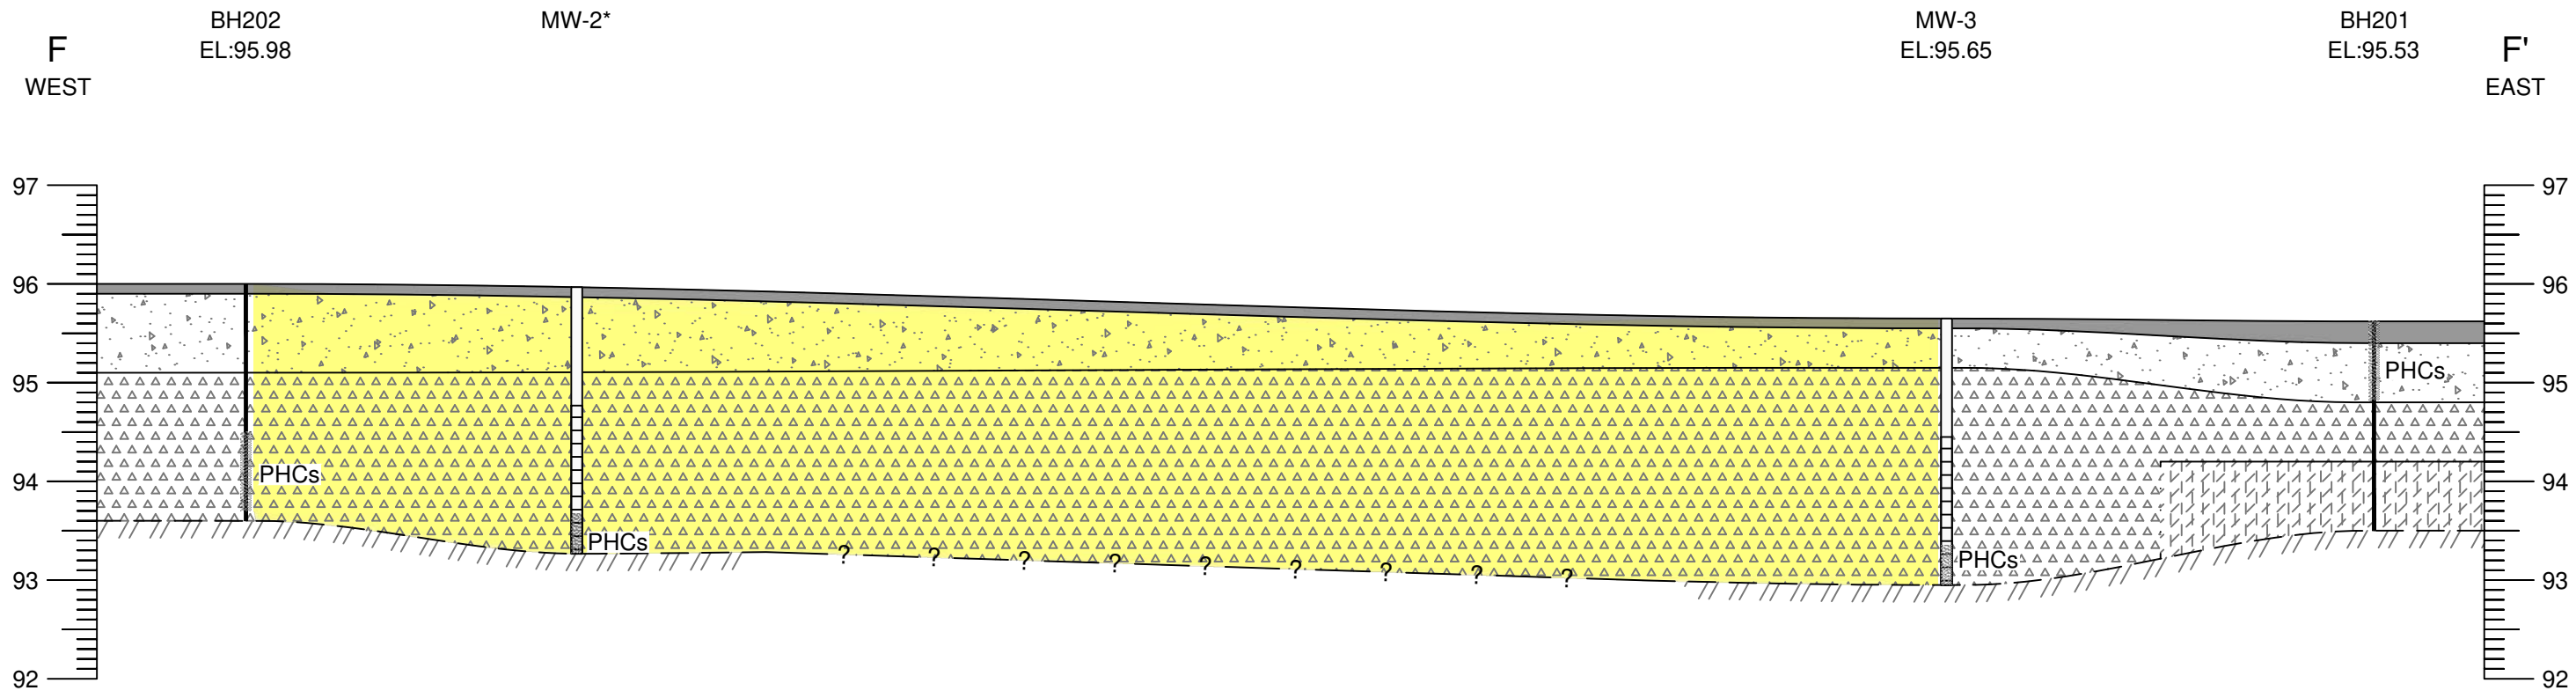 BH202
EL:95.98
MW-2*
MW-3
EL:95.65
BH201
EL:95.53
F
WEST
F'
EAST
97
97
96
96
95
95
PHCs
94
94
PHCs
PHCs
PHCs
? ? ? ? ? ? ? ? ?
93
93
92
92